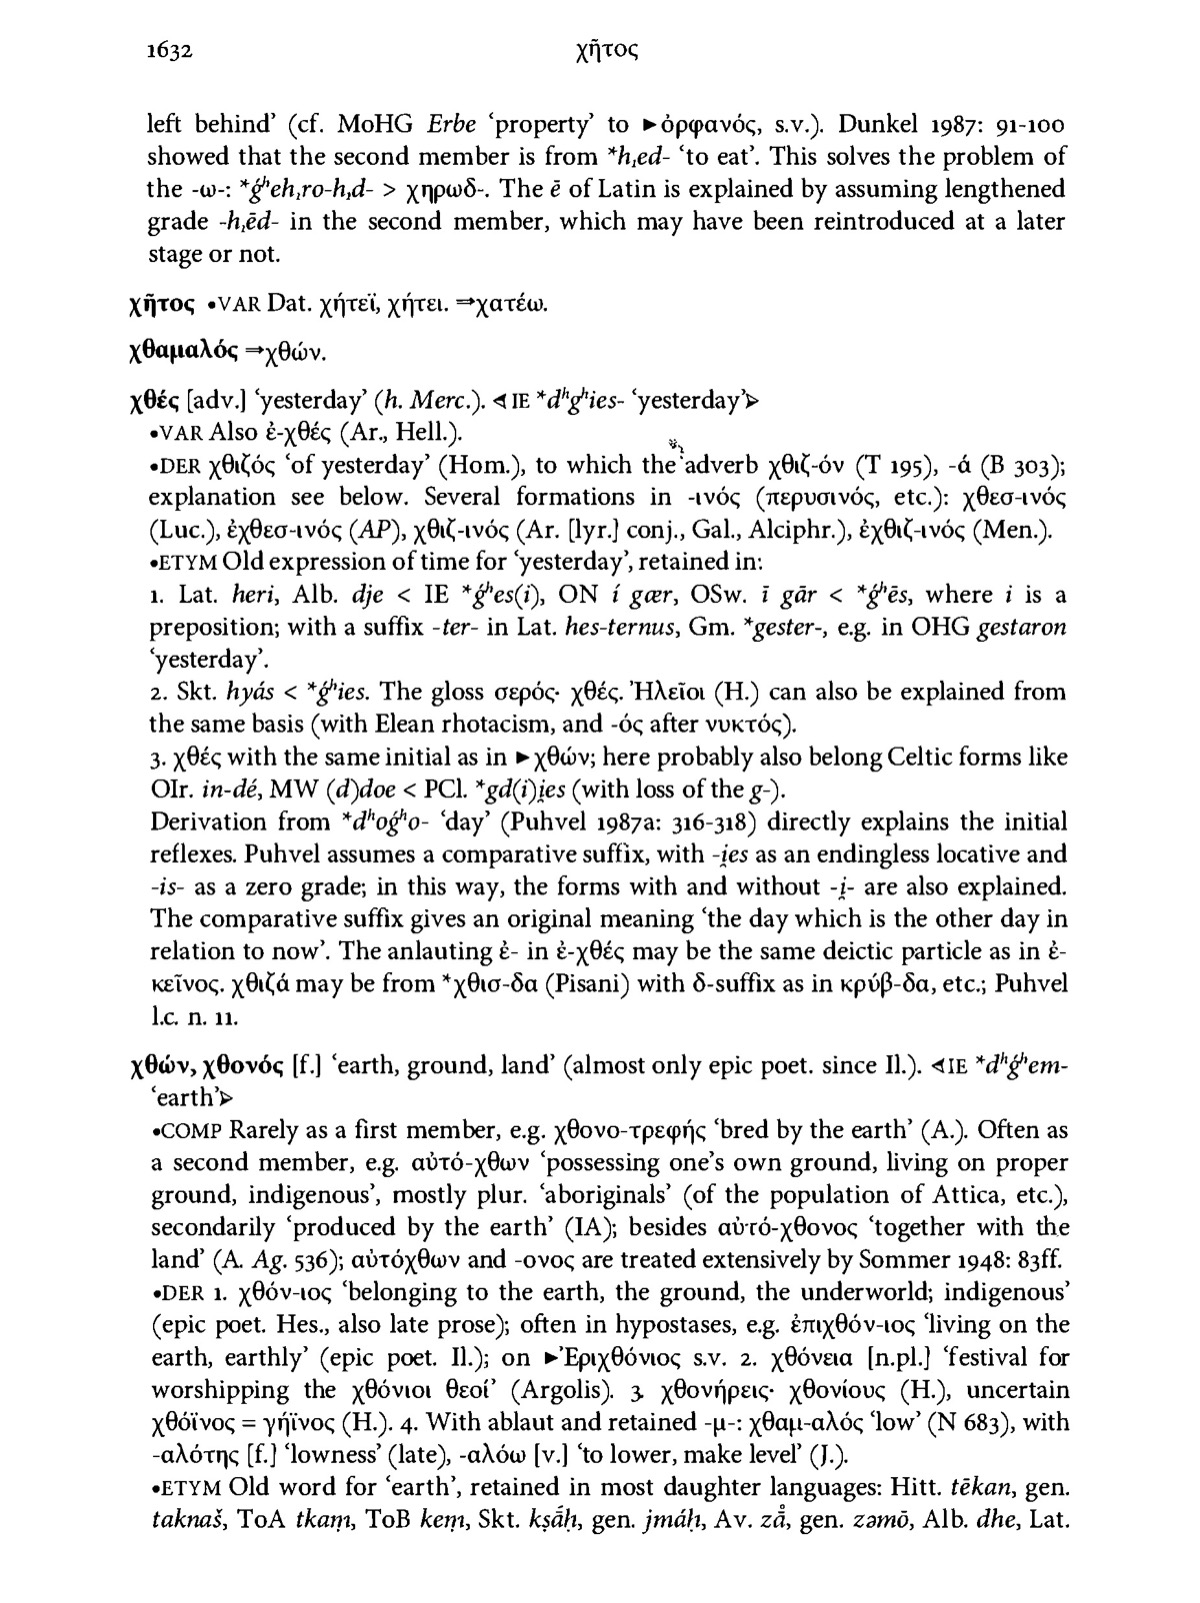 1632 χῆτος
left behind’ (cf. MoHG Erbe ‘property’ to ►ὀρφανός, s.v.). Dunkel 1987: 91-100
showed that the second member is from *h₁ed- ‘to eat’. This solves the problem of
the -ω-: *ǵʰeh₁ro-h₁d- > χηρωδ-. The ē of Latin is explained by assuming lengthened
grade -h₁ēd- in the second member, which may have been reintroduced at a later
stage or not.
χῆτος •VAR Dat. χήτεϊ, χήτει. ⇒χατέω.
χθαμαλός ⇒χθών.
χθές [adv.] ‘yesterday’ (h. Merc.). ◁ IE *dʰgʰies- ‘yesterday’▷
•VAR Also ἐ-χθές (Ar., Hell.).
•DER χθιζός ‘of yesterday’ (Hom.), to which the adverb χθιζ-όν (Τ 195), -ά (Β 303);
explanation see below. Several formations in -ινός (περυσινός, etc.): χθεσ-ινός
(Luc.), ἐχθεσ-ινός (AP), χθιζ-ινός (Ar. [lyr.] conj., Gal., Alciphr.), ἐχθιζ-ινός (Men.).
•ETYM Old expression of time for ‘yesterday’, retained in:
1. Lat. heri, Alb. dje < IE *ǵʰes(i), ON í gær, OSw. ī gār < *ǵʰēs, where i is a
preposition; with a suffix -ter- in Lat. hes-ternus, Gm. *gester-, e.g. in OHG gestaron
‘yesterday’.
2. Skt. hyás < *ǵʰies. The gloss σερός· χθές. Ἠλεῖοι (H.) can also be explained from
the same basis (with Elean rhotacism, and -ός after νυκτός).
3. χθές with the same initial as in ►χθών; here probably also belong Celtic forms like
OIr. in-dé, MW (d)doe < PCl. *gd(i)i̯es (with loss of the g-).
Derivation from *dʰoǵʰo- ‘day’ (Puhvel 1987a: 316-318) directly explains the initial
reflexes. Puhvel assumes a comparative suffix, with -i̯es as an endingless locative and
-is- as a zero grade; in this way, the forms with and without -i̯- are also explained.
The comparative suffix gives an original meaning ‘the day which is the other day in
relation to now’. The anlauting ἐ- in ἐ-χθές may be the same deictic particle as in ἐ-
κεῖνος. χθιζά may be from *χθισ-δα (Pisani) with δ-suffix as in κρύβ-δα, etc.; Puhvel
l.c. n. 11.
χθών, χθονός [f.] ‘earth, ground, land’ (almost only epic poet. since Il.). ◁IE *dʰǵʰem-
‘earth’▷
•COMP Rarely as a first member, e.g. χθονο-τρεφής ‘bred by the earth’ (A.). Often as
a second member, e.g. αὐτό-χθων ‘possessing one’s own ground, living on proper
ground, indigenous’, mostly plur. ‘aboriginals’ (of the population of Attica, etc.),
secondarily ‘produced by the earth’ (IA); besides αὐτό-χθονος ‘together with the
land’ (A. Ag. 536); αὐτόχθων and -ονος are treated extensively by Sommer 1948: 83ff.
•DER 1. χθόν-ιος ‘belonging to the earth, the ground, the underworld; indigenous’
(epic poet. Hes., also late prose); often in hypostases, e.g. ἐπιχθόν-ιος ‘living on the
earth, earthly’ (epic poet. Il.); on ►Ἐριχθόνιος s.v. 2. χθόνεια [n.pl.] ‘festival for
worshipping the χθόνιοι θεοί’ (Argolis). 3. χθονήρεις· χθονίους (H.), uncertain
χθόϊνος = γήϊνος (H.). 4. With ablaut and retained -μ-: χθαμ-αλός ‘low’ (Ν 683), with
-αλότης [f.] ‘lowness’ (late), -αλόω [v.] ‘to lower, make level’ (J.).
•ETYM Old word for ‘earth’, retained in most daughter languages: Hitt. tēkan, gen.
taknaš, ToA tkaṃ, ToB keṃ, Skt. kṣā́ḥ, gen. jmáḥ, Av. zā̊, gen. zəmō, Alb. dhe, Lat.